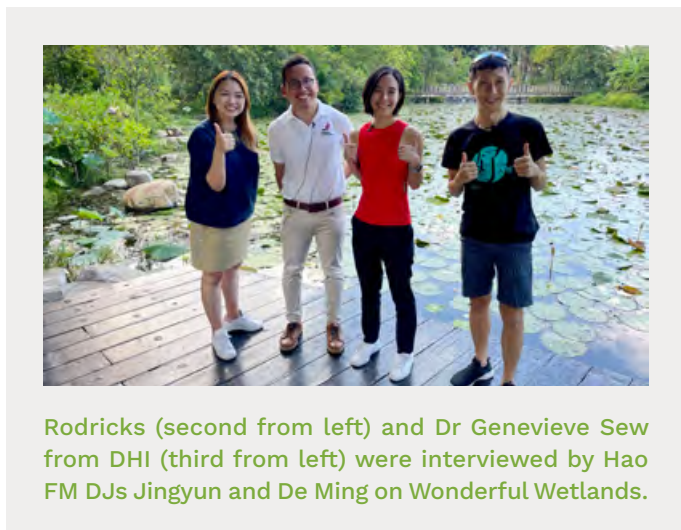 Rodricks (second from left) and Dr Genevieve Sew
from DHI (third from left) were interviewed by Hao
FM DJs Jingyun and De Ming on Wonderful Wetlands.